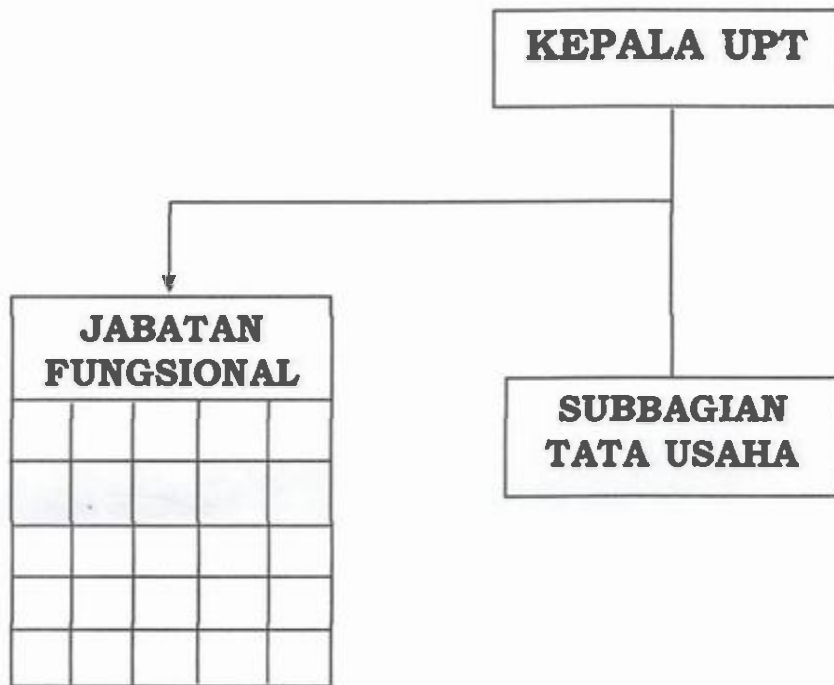 KEPALA UPT
JABATAN
FUNGSIONAL
SUBBAGIAN
TATA USAHA